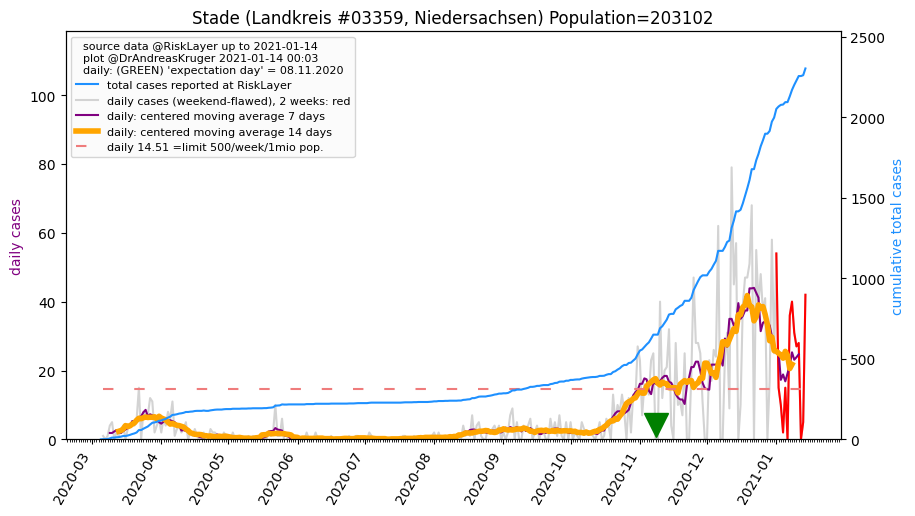 Stade (Landkreis #03359, Niedersachsen) Population=203102
source data @RiskLayer up to 2021-01-14
plot @DrAndreasKruger 2021-01-14 00:03
daily: (GREEN) 'expectation day' = 08.11.2020
total cases reported at RiskLayer
daily cases (weekend-flawed), 2 weeks: red
daily: centered moving average 7 days
daily: centered moving average 14 days
daily 14.51 =limit 500/week/1mio pop.
daily cases
100
80
60
40
20
0
cumulative total cases
2500
2000
1500
1000
500
0
2020-03
2020-04
2020-05
2020-06
2020-07
2020-08
2020-09
2020-10
2020-11
2020-12
2021-01